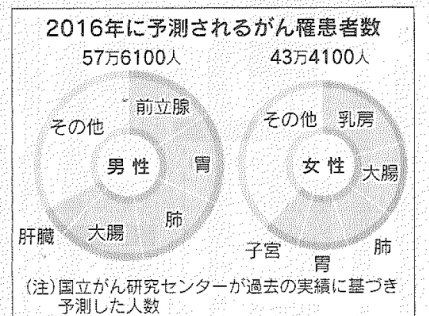 2016年に予測されるがん罹患者数
57万6100人
43万4100人
男性
前立腺
胃
肺
大腸
肝臓
その他
女性
乳房
大腸
肺
胃
子宮
その他
(注)国立がん研究センターが過去の実績に基づき
予測した人数